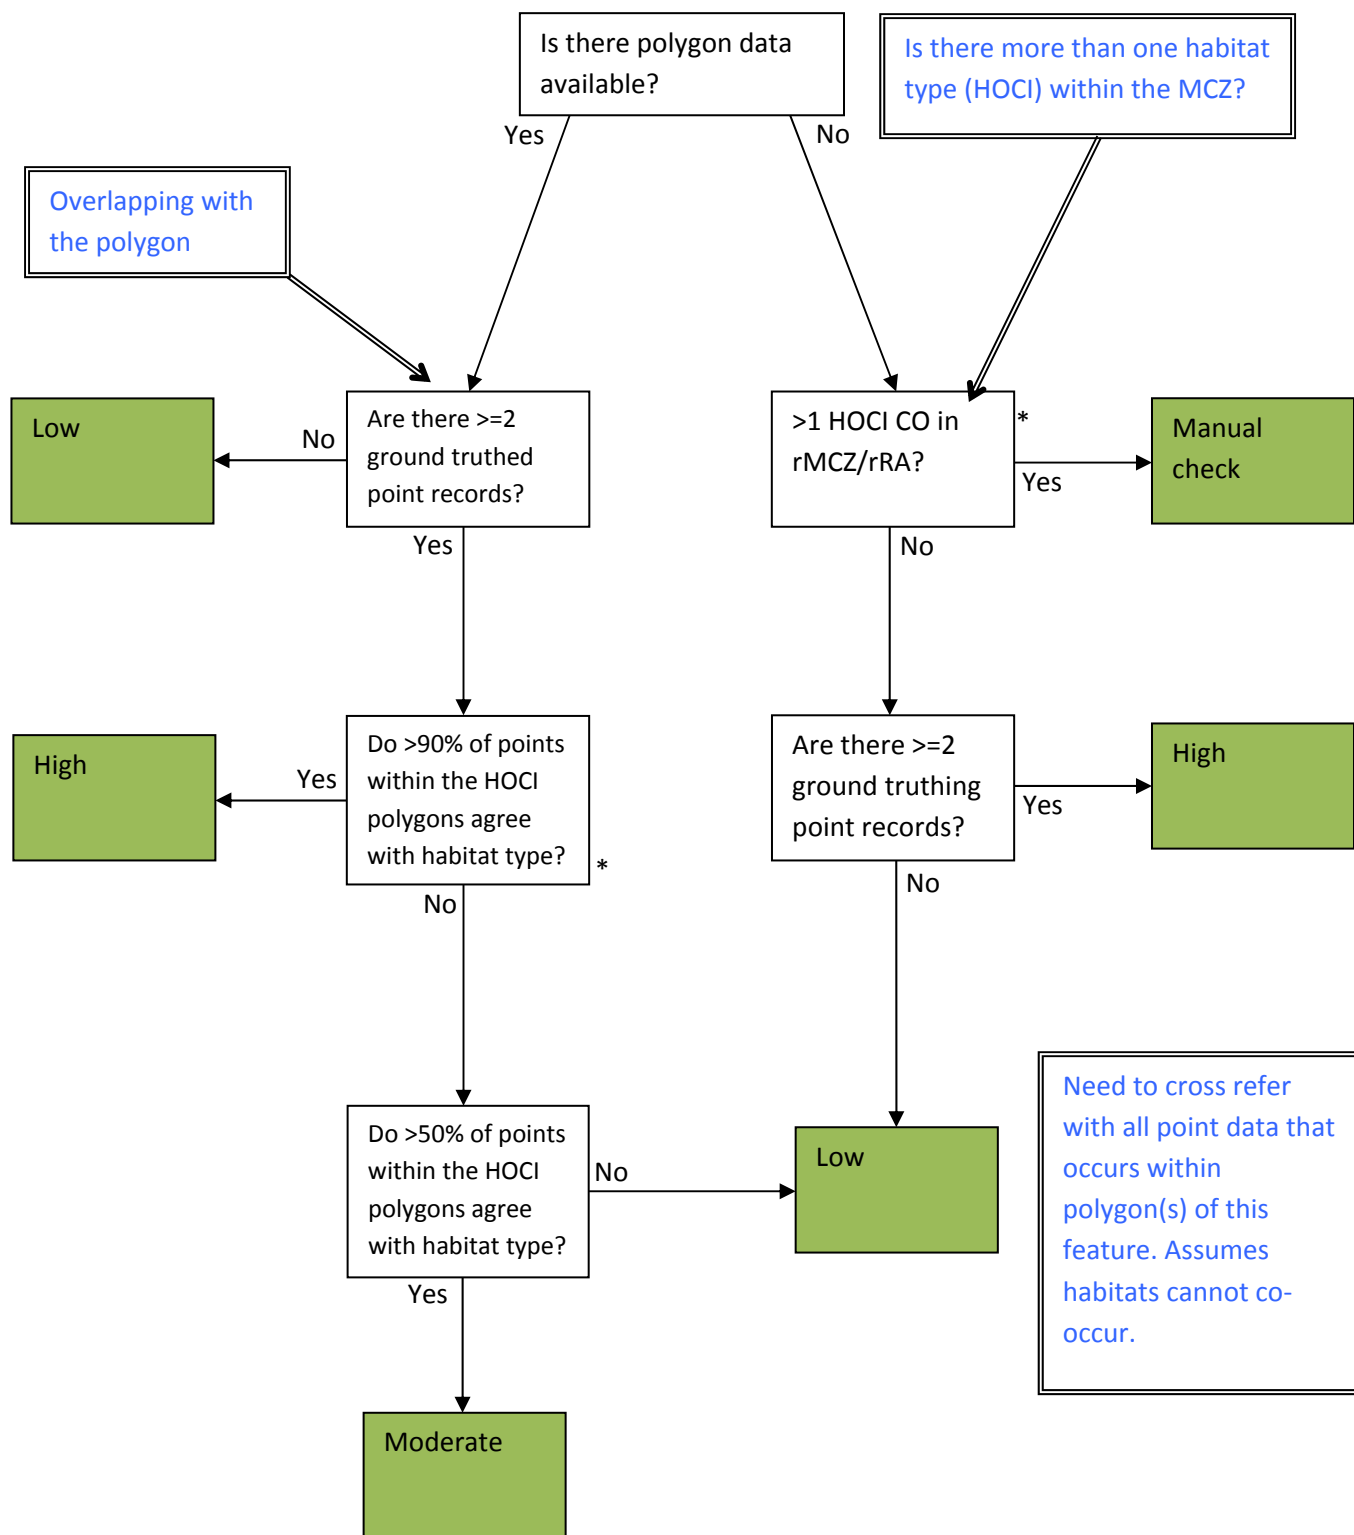 Is there polygon data
available?
Is there more than one habitat
type (HOCI) within the MCZ?
Yes
No
Overlapping with
the polygon
Low
No
Are there >=2
ground truthed
point records?
Yes
>1 HOCI CO in
rMCZ/rRA?
*
Yes
No
Manual
check
High
Yes
Do >90% of points
within the HOCI
polygons agree
with habitat type?
*
No
Are there >=2
ground truthing
point records?
Yes
No
High
Do >50% of points
within the HOCI
polygons agree
with habitat type?
No
Yes
Low
Need to cross refer
with all point data that
occurs within
polygon(s) of this
feature. Assumes
habitats cannot co-
occur.
Moderate